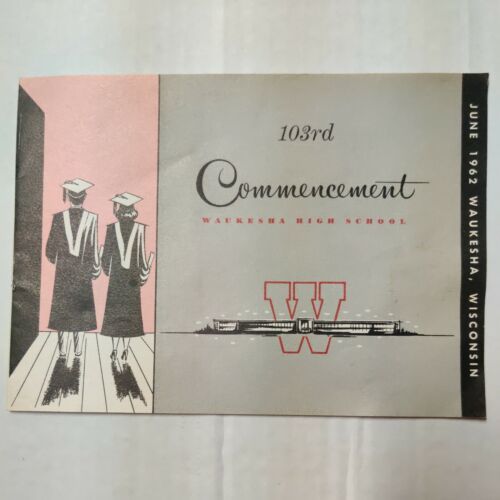 103rd
Commencement
WAUKESHA HIGH SCHOOL
W
JUNE 1962 WAUKESHA, WISCONSIN